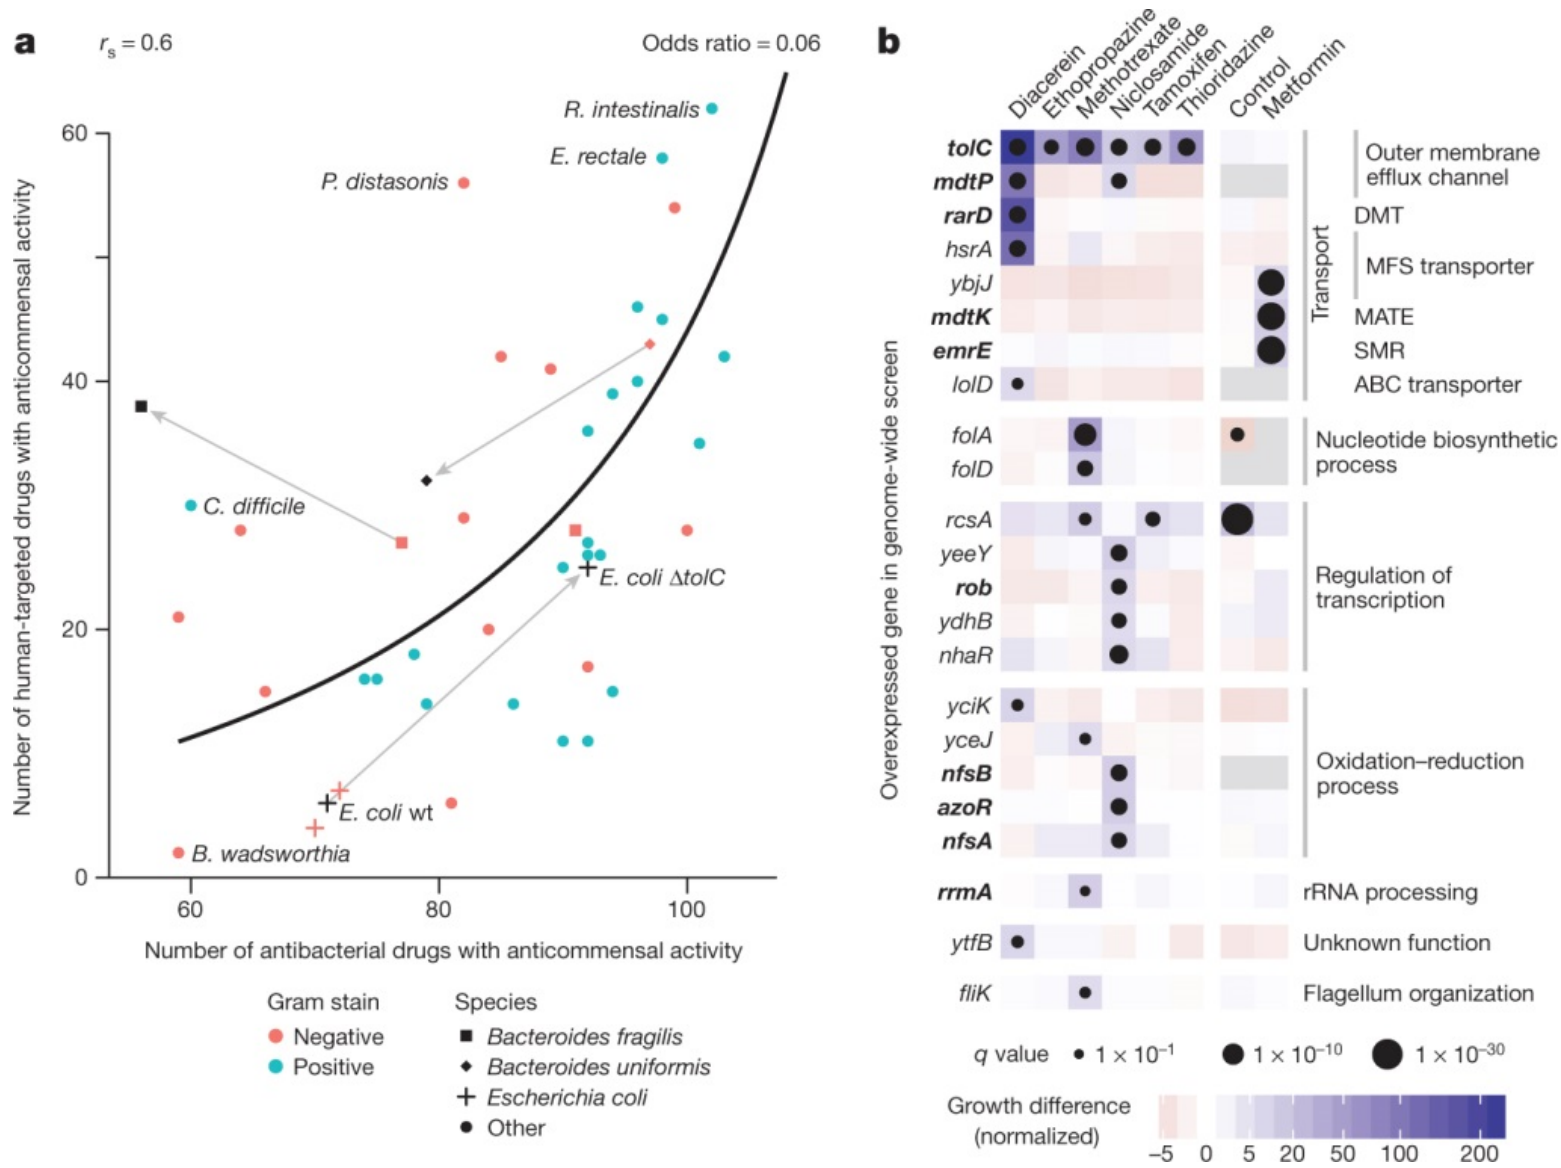 a
r_s = 0.6
Odds ratio = 0.06
Number of human-targeted drugs with anticommensal activity
60
40
20
0
R. intestinalis
E. rectale
P. distasonis
C. difficile
E. coli ΔtolC
E. coli wt
B. wadsworthia
60
80
100
Number of antibacterial drugs with anticommensal activity
Gram stain
Negative
Positive
Species
Bacteroides fragilis
Bacteroides uniformis
Escherichia coli
Other
b
Diacerein
Ethopropazine
Methotrexate
Niclosamide
Tamoxifen
Thioridazine
Control
Metformin
Overexpressed gene in genome-wide screen
tolC
mdtP
rarD
hsrA
ybjJ
mdtK
emrE
lolD
folA
folD
rcsA
yeeY
rob
ydhB
nhaR
yciK
yceJ
nfsB
azoR
nfsA
rrmA
ytfB
fliK
Transport
Outer membrane
efflux channel
DMT
MFS transporter
MATE
SMR
ABC transporter
Nucleotide biosynthetic
process
Regulation of
transcription
Oxidation–reduction
process
rRNA processing
Unknown function
Flagellum organization
q value
1 × 10⁻¹
1 × 10⁻¹⁰
1 × 10⁻³⁰
Growth difference
(normalized)
–5 0 5 20 50 100 200